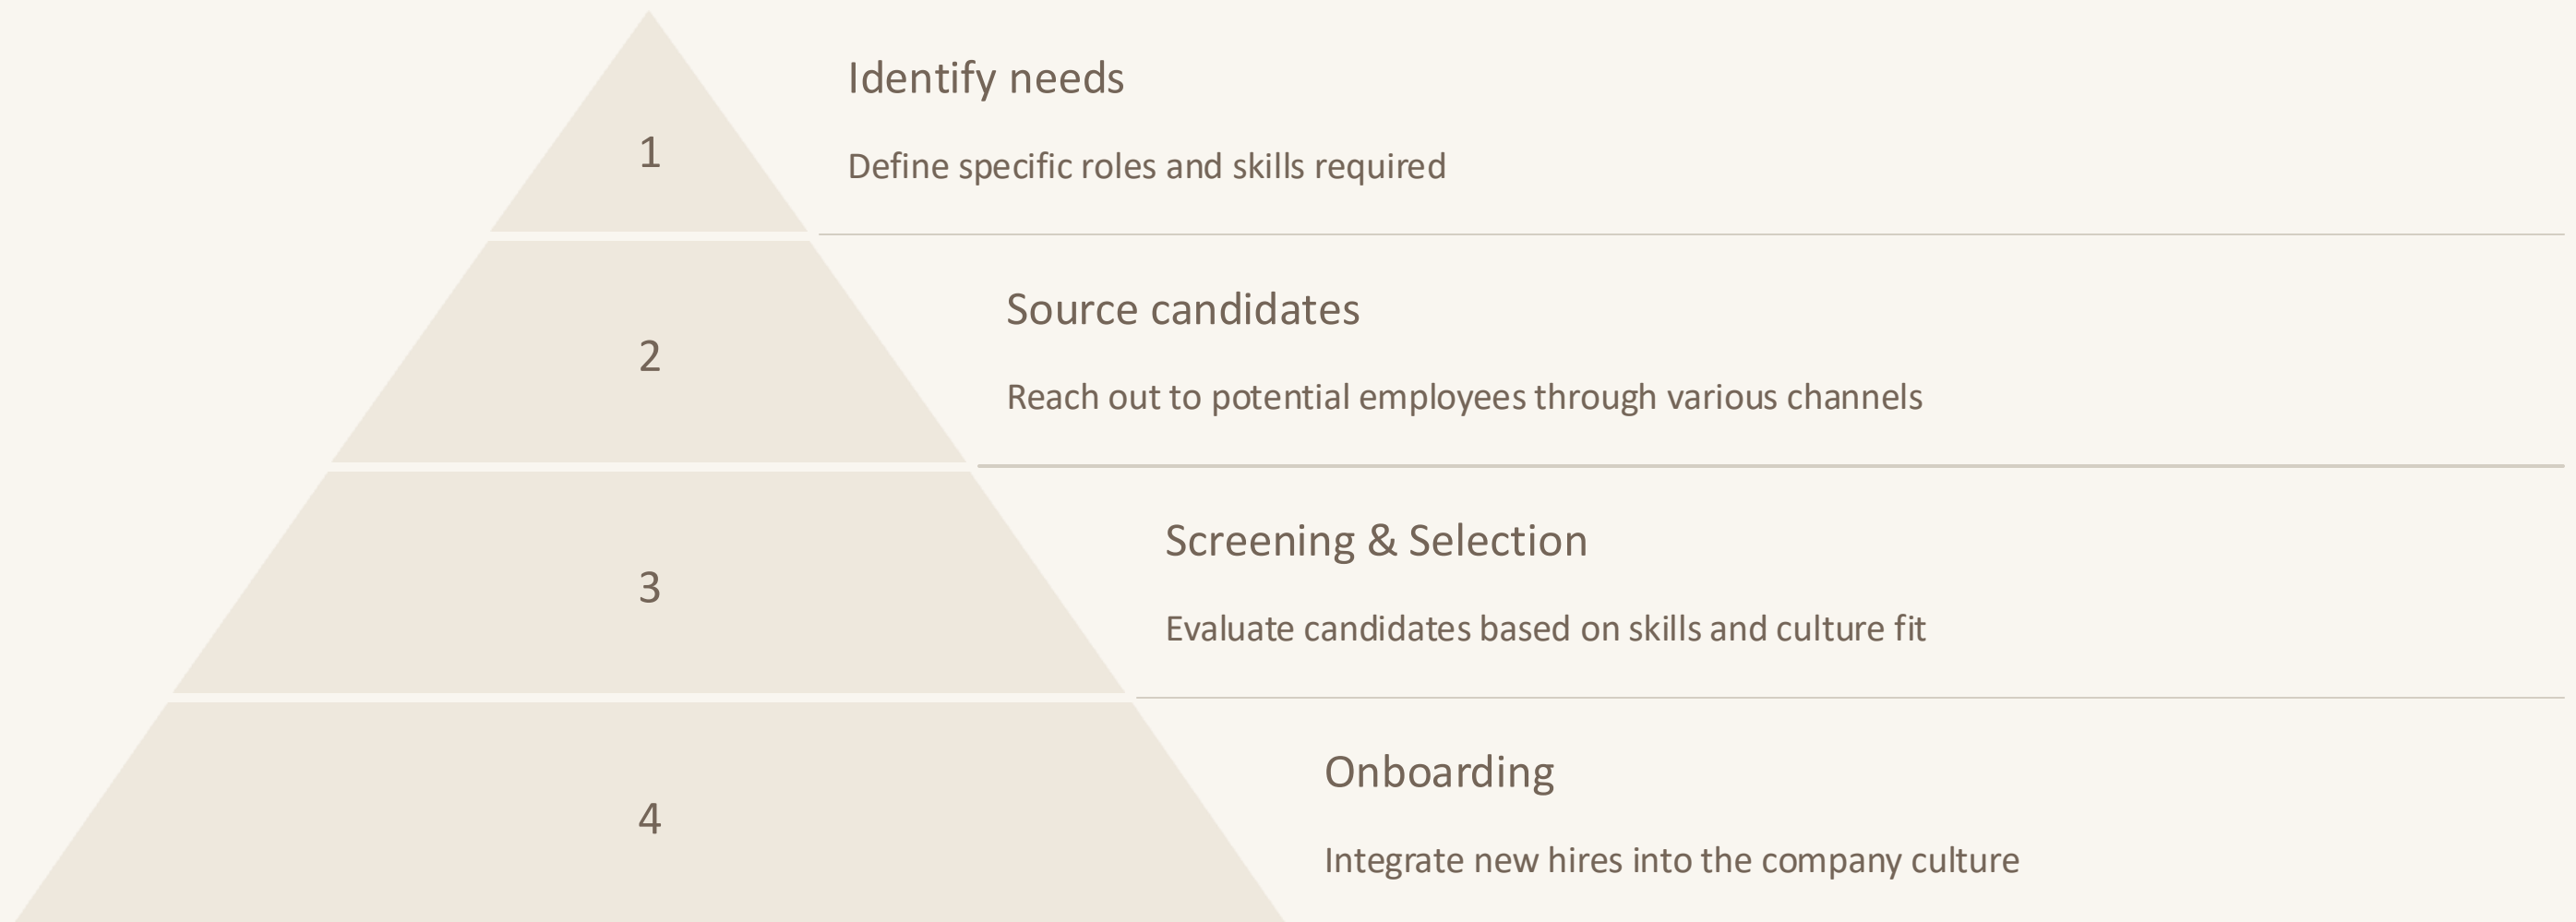 1
Identify needs
Define specific roles and skills required
2
Source candidates
Reach out to potential employees through various channels
3
Screening & Selection
Evaluate candidates based on skills and culture fit
4
Onboarding
Integrate new hires into the company culture